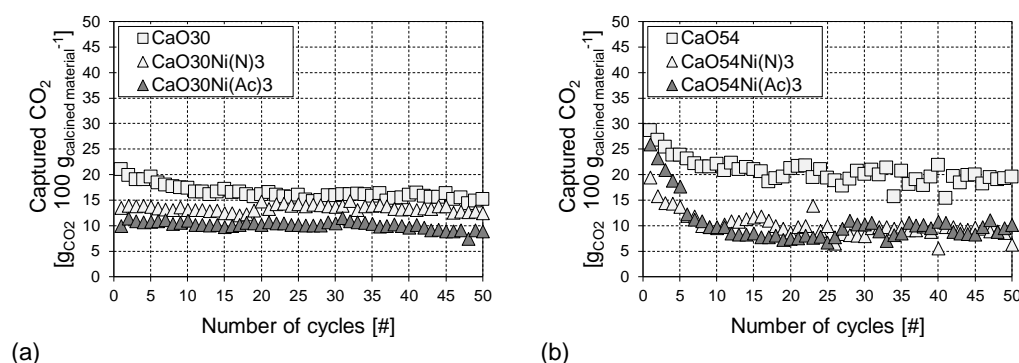 50
45
40
35
30
25
20
15
10
5
0
Captured CO2
[gCO2 100 gcalcined material-1]
CaO30
CaO30Ni(N)3
CaO30Ni(Ac)3
0 5 10 15 20 25 30 35 40 45 50
Number of cycles [#]
(a)
50
45
40
35
30
25
20
15
10
5
0
Captured CO2
[gCO2 100 gcalcined material-1]
CaO54
CaO54Ni(N)3
CaO54Ni(Ac)3
0 5 10 15 20 25 30 35 40 45 50
Number of cycles [#]
(b)